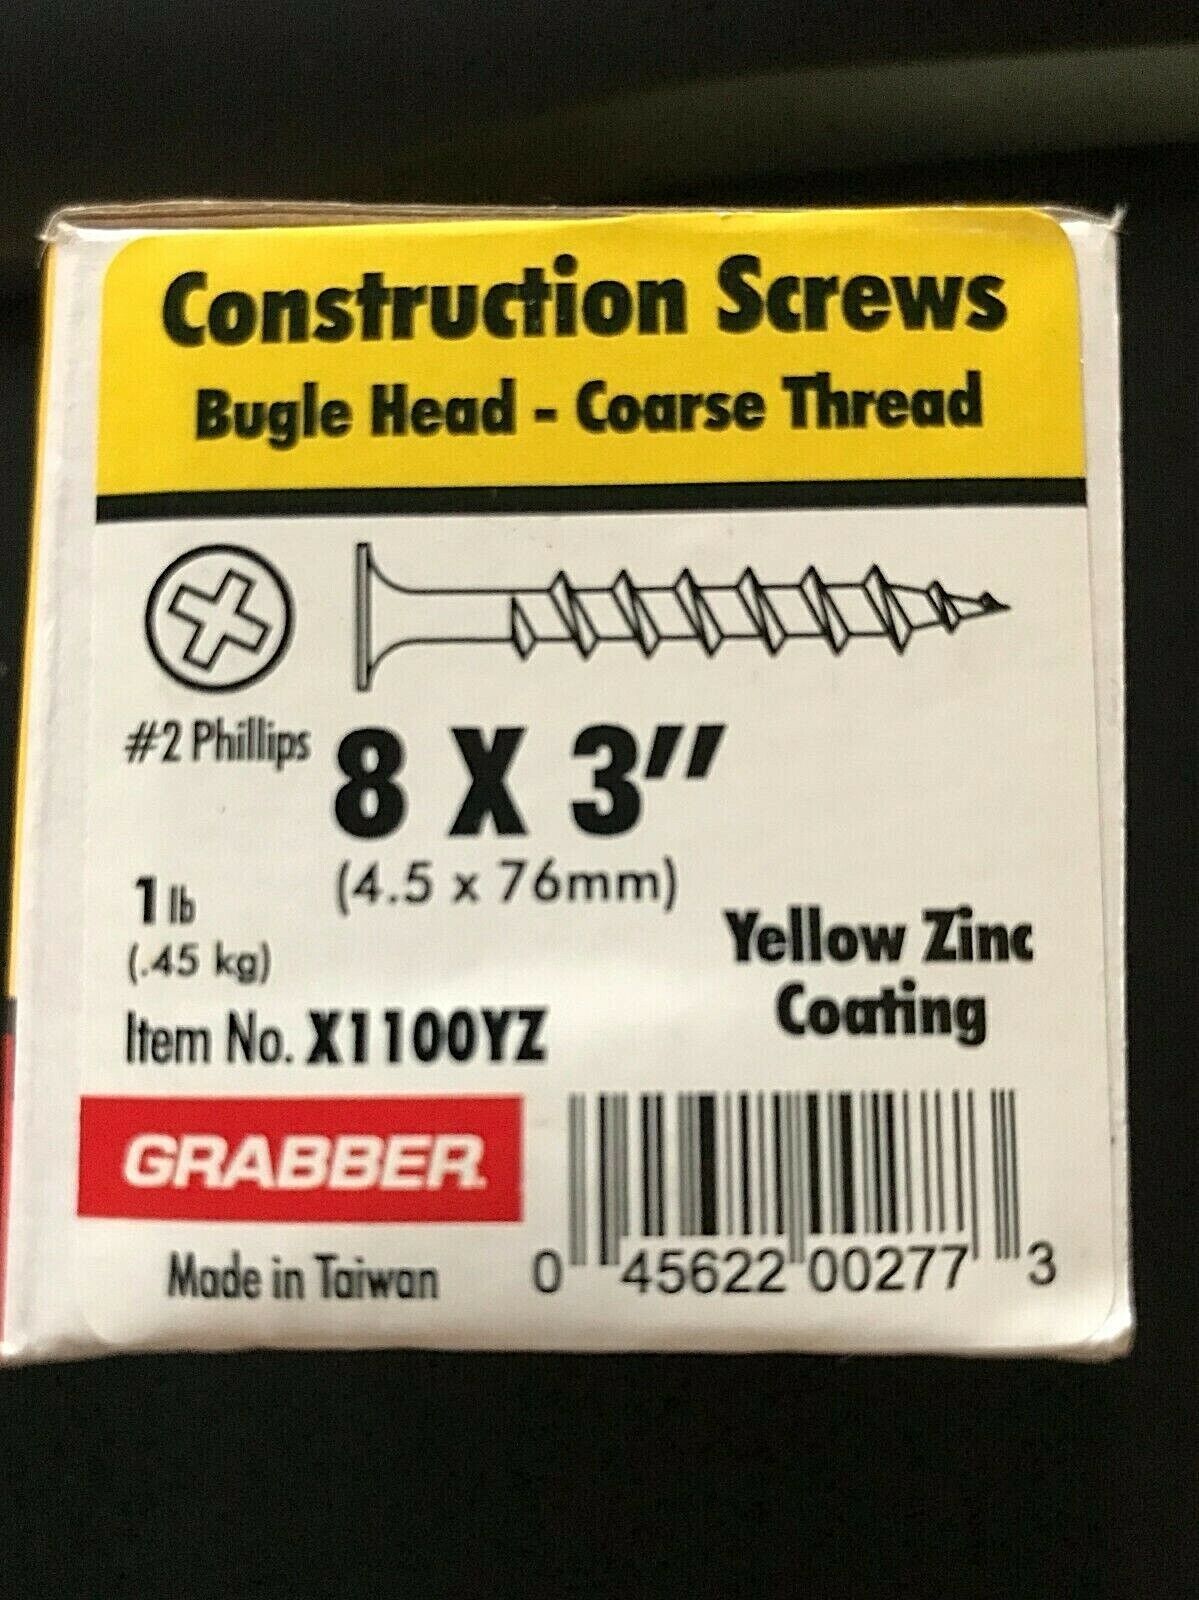 Construction Screws
Bugle Head - Coarse Thread
#2 Phillips
8 X 3"
(4.5 x 76mm)
1 lb
(.45 kg)
Yellow Zinc
Coating
Item No. X1100YZ
GRABBER
Made in Taiwan
0 45622 00277 3